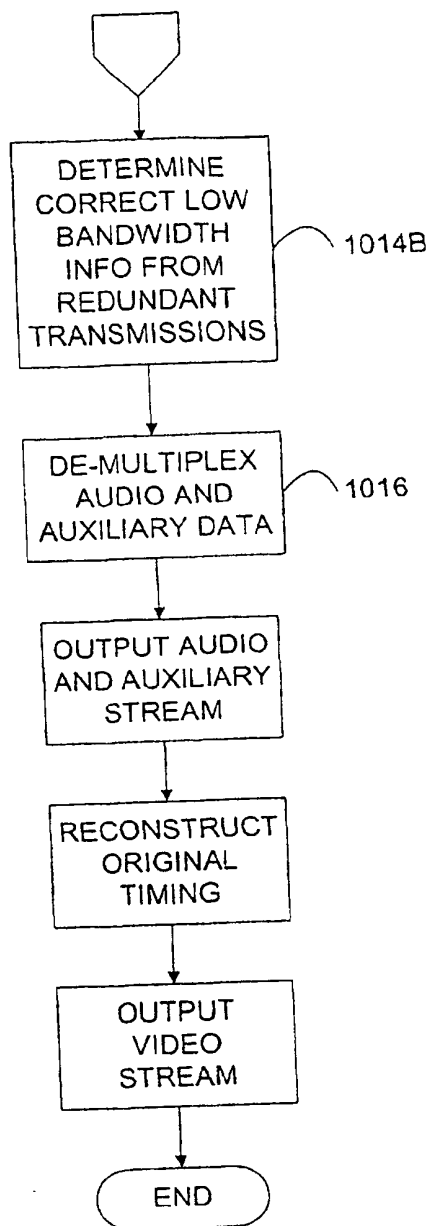 DETERMINE
CORRECT LOW
BANDWIDTH
INFO FROM
REDUNDANT
TRANSMISSIONS
1014B
DE-MULTIPLEX
AUDIO AND
AUXILIARY DATA
1016
OUTPUT AUDIO
AND AUXILIARY
STREAM
RECONSTRUCT
ORIGINAL
TIMING
OUTPUT
VIDEO
STREAM
END